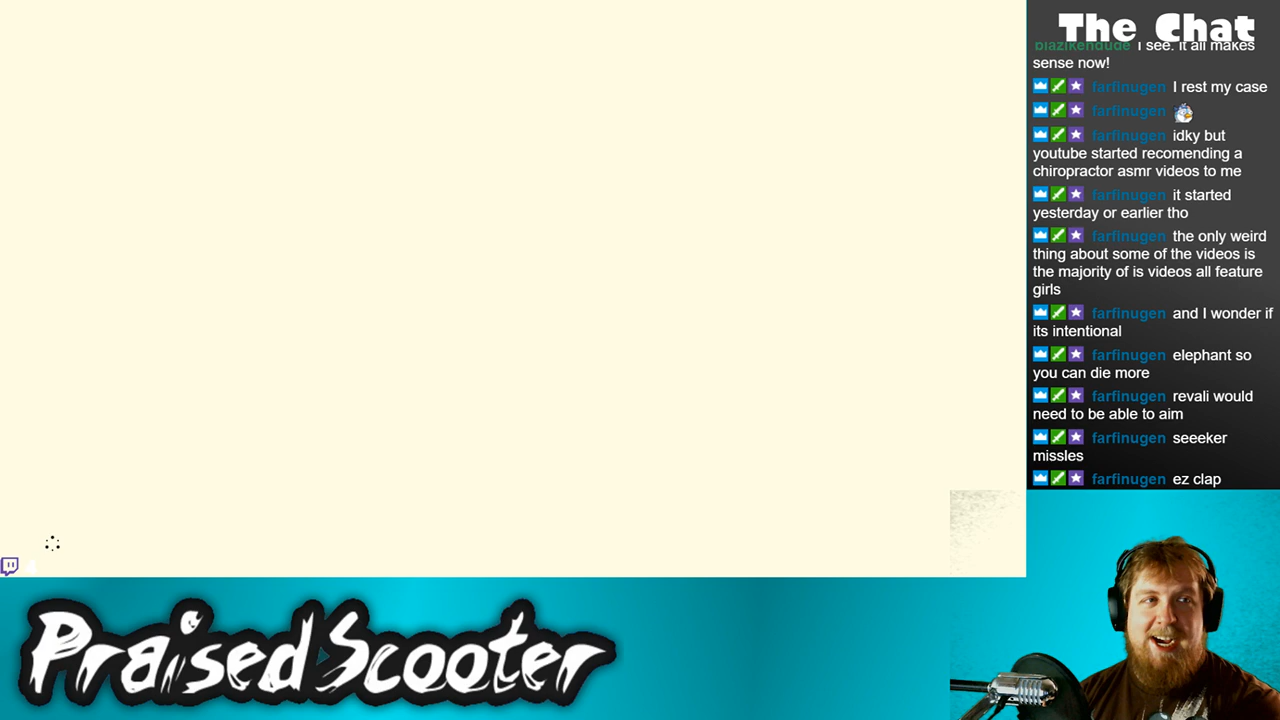 The Chat
blazikendude I see. It all makes
sense now!
farfinugen I rest my case
farfinugen
farfinugen idky but
youtube started recomending a
chiropractor asmr videos to me
farfinugen it started
yesterday or earlier tho
farfinugen the only weird
thing about some of the videos is
the majority of is videos all feature
girls
farfinugen and I wonder if
its intentional
farfinugen elephant so
you can die more
farfinugen revali would
need to be able to aim
farfinugen seeeker
missles
farfinugen ez clap
4
PraisedScooter